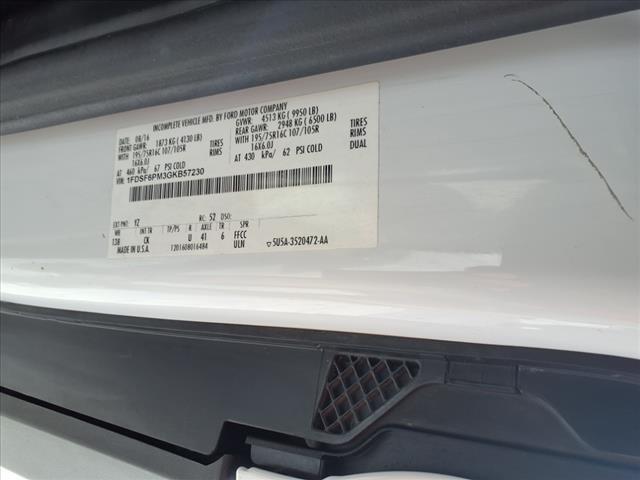 INCOMPLETE VEHICLE MFD. BY FORD MOTOR COMPANY
08/16 GVWR: 4513 KG ( 9950 LB)
FRONT GAWR: 1873 KG ( 4130 LB) REAR GAWR: 2948 KG ( 6500 LB)
WITH 195/75R16C 107/105R TIRES WITH 195/75R16C 107/105R TIRES
16X6.0J RIMS 16X6.0J RIMS
AT 460 kPa/ 67 PSI COLD AT 430 kPa/ 62 PSI COLD DUAL
VIN: 1FDSF6PM3GKB57230
EXT PNT: YZ RC: 52 DSO:
WB INT TR TP/PS R AXLE TR SPR
138 CK U 41 6 FFCC
MADE IN U.S.A. T201608016484 ULN ▽5USA-3520472-AA